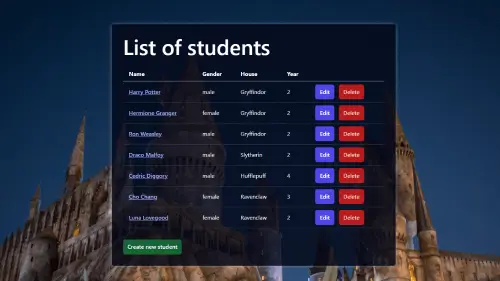 List of students
Name Gender House Year
Harry Potter male Gryffindor 2 Edit Delete
Hermione Granger female Gryffindor 2 Edit Delete
Ron Weasley male Gryffindor 2 Edit Delete
Draco Malfoy male Slytherin 2 Edit Delete
Cedric Diggory male Hufflepuff 4 Edit Delete
Cho Chang female Ravenclaw 3 Edit Delete
Luna Lovegood female Ravenclaw 2 Edit Delete
Create new student